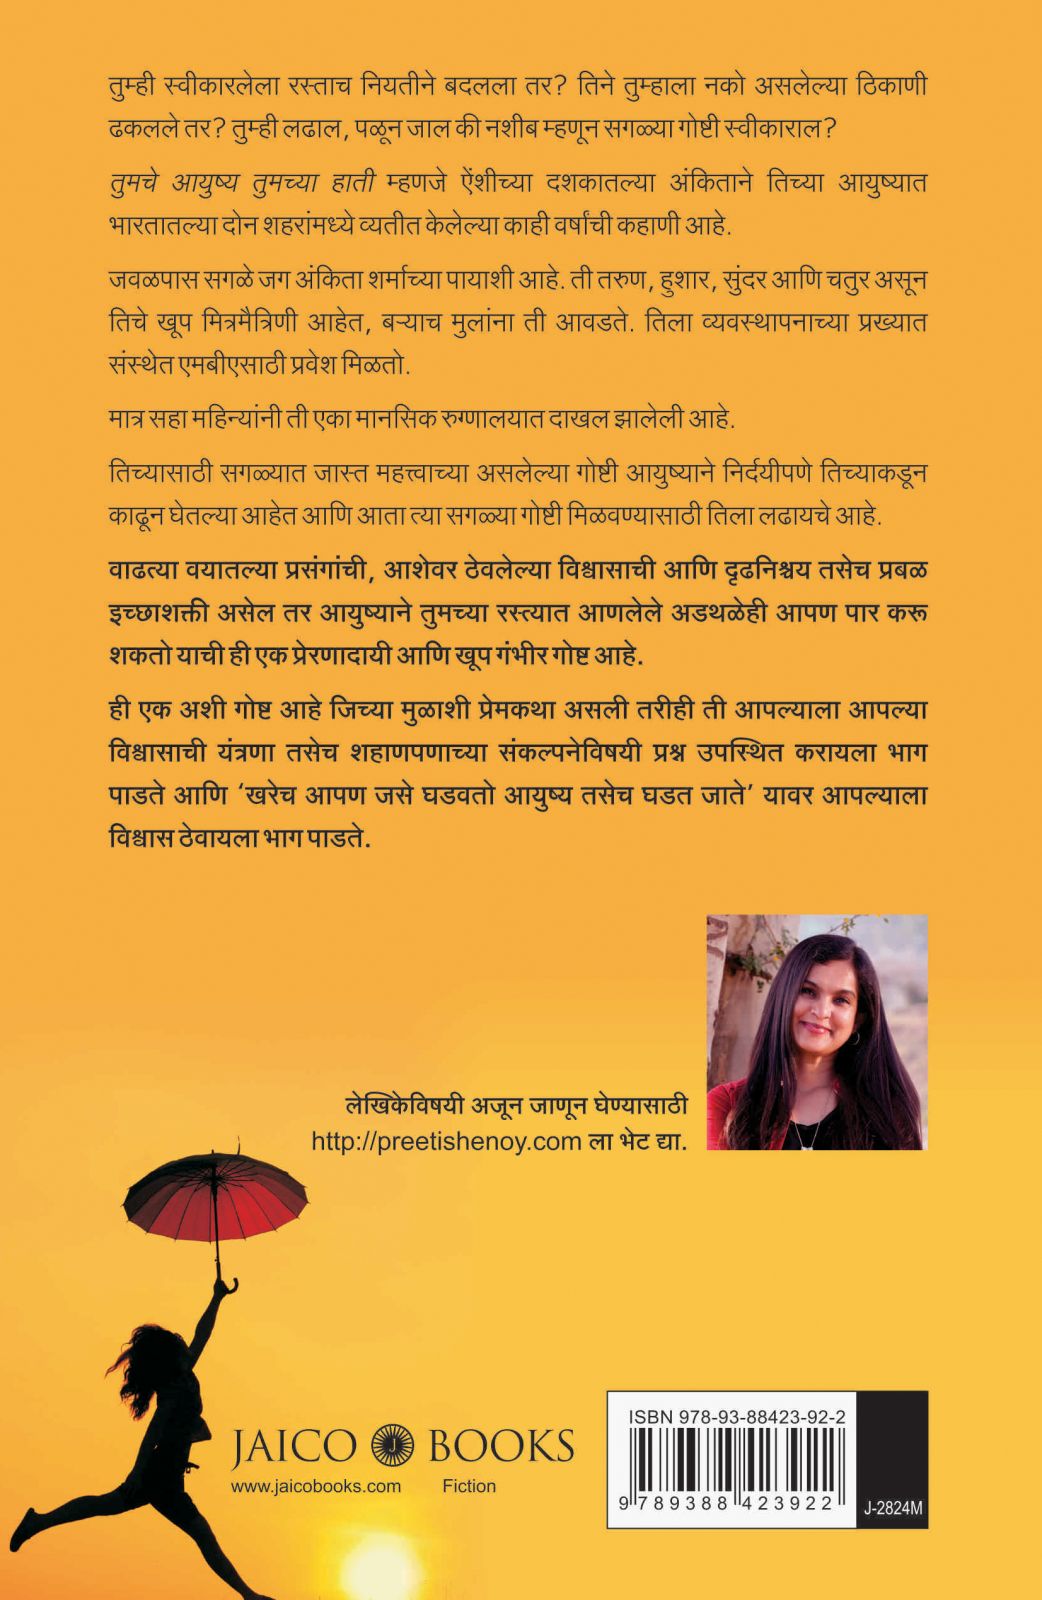 तुम्ही स्वीकारलेला रस्ताच नियतीने बदलला तर? तिने तुम्हाला नको असलेल्या ठिकाणी
ढकलले तर? तुम्ही लढाल, पळून जाल की नशीब म्हणून सगळ्या गोष्टी स्वीकाराल?
तुमचे आयुष्य तुमच्या हाती म्हणजे ऐंशीच्या दशकातल्या अंकिताने तिच्या आयुष्यात
भारतातल्या दोन शहरांमध्ये व्यतीत केलेल्या काही वर्षांची कहाणी आहे.
जवळपास सगळे जग अंकिता शर्माच्या पायाशी आहे. ती तरुण, हुशार, सुंदर आणि चतुर असून
तिचे खूप मित्रमैत्रिणी आहेत, बऱ्याच मुलांना ती आवडते. तिला व्यवस्थापनाच्या प्रख्यात
संस्थेत एमबीएसाठी प्रवेश मिळतो.
मात्र सहा महिन्यांनी ती एका मानसिक रुग्णालयात दाखल झालेली आहे.
तिच्यासाठी सगळ्यात जास्त महत्त्वाच्या असलेल्या गोष्टी आयुष्याने निर्दयीपणे तिच्याकडून
काढून घेतल्या आहेत आणि आता त्या सगळ्या गोष्टी मिळवण्यासाठी तिला लढायचे आहे.
वाढत्या वयातल्या प्रसंगांची, आशेवर ठेवलेल्या विश्वासाची आणि दृढनिश्चय तसेच प्रबळ
इच्छाशक्ती असेल तर आयुष्याने तुमच्या रस्त्यात आणलेले अडथळेही आपण पार करू
शकतो याची ही एक प्रेरणादायी आणि खूप गंभीर गोष्ट आहे.
ही एक अशी गोष्ट आहे जिच्या मुळाशी प्रेमकथा असली तरीही ती आपल्याला आपल्या
विश्वासाची यंत्रणा तसेच शहाणपणाच्या संकल्पनेविषयी प्रश्न उपस्थित करायला भाग
पाडते आणि ‘खरेच आपण जसे घडवतो आयुष्य तसेच घडत जाते’ यावर आपल्याला
विश्वास ठेवायला भाग पाडते.
लेखिकेविषयी अजून जाणून घेण्यासाठी
http://preetishenoy.com ला भेट द्या.
JAICO J BOOKS
www.jaicobooks.com Fiction
ISBN 978-93-88423-92-2
9 789388 423922
J-2824M